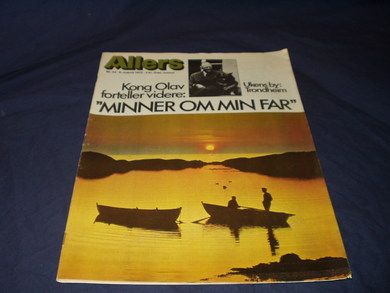 Allers
Kong Olav
forteller videre:
Ukens by:
Trondheim
"MINNER OM MIN FAR"